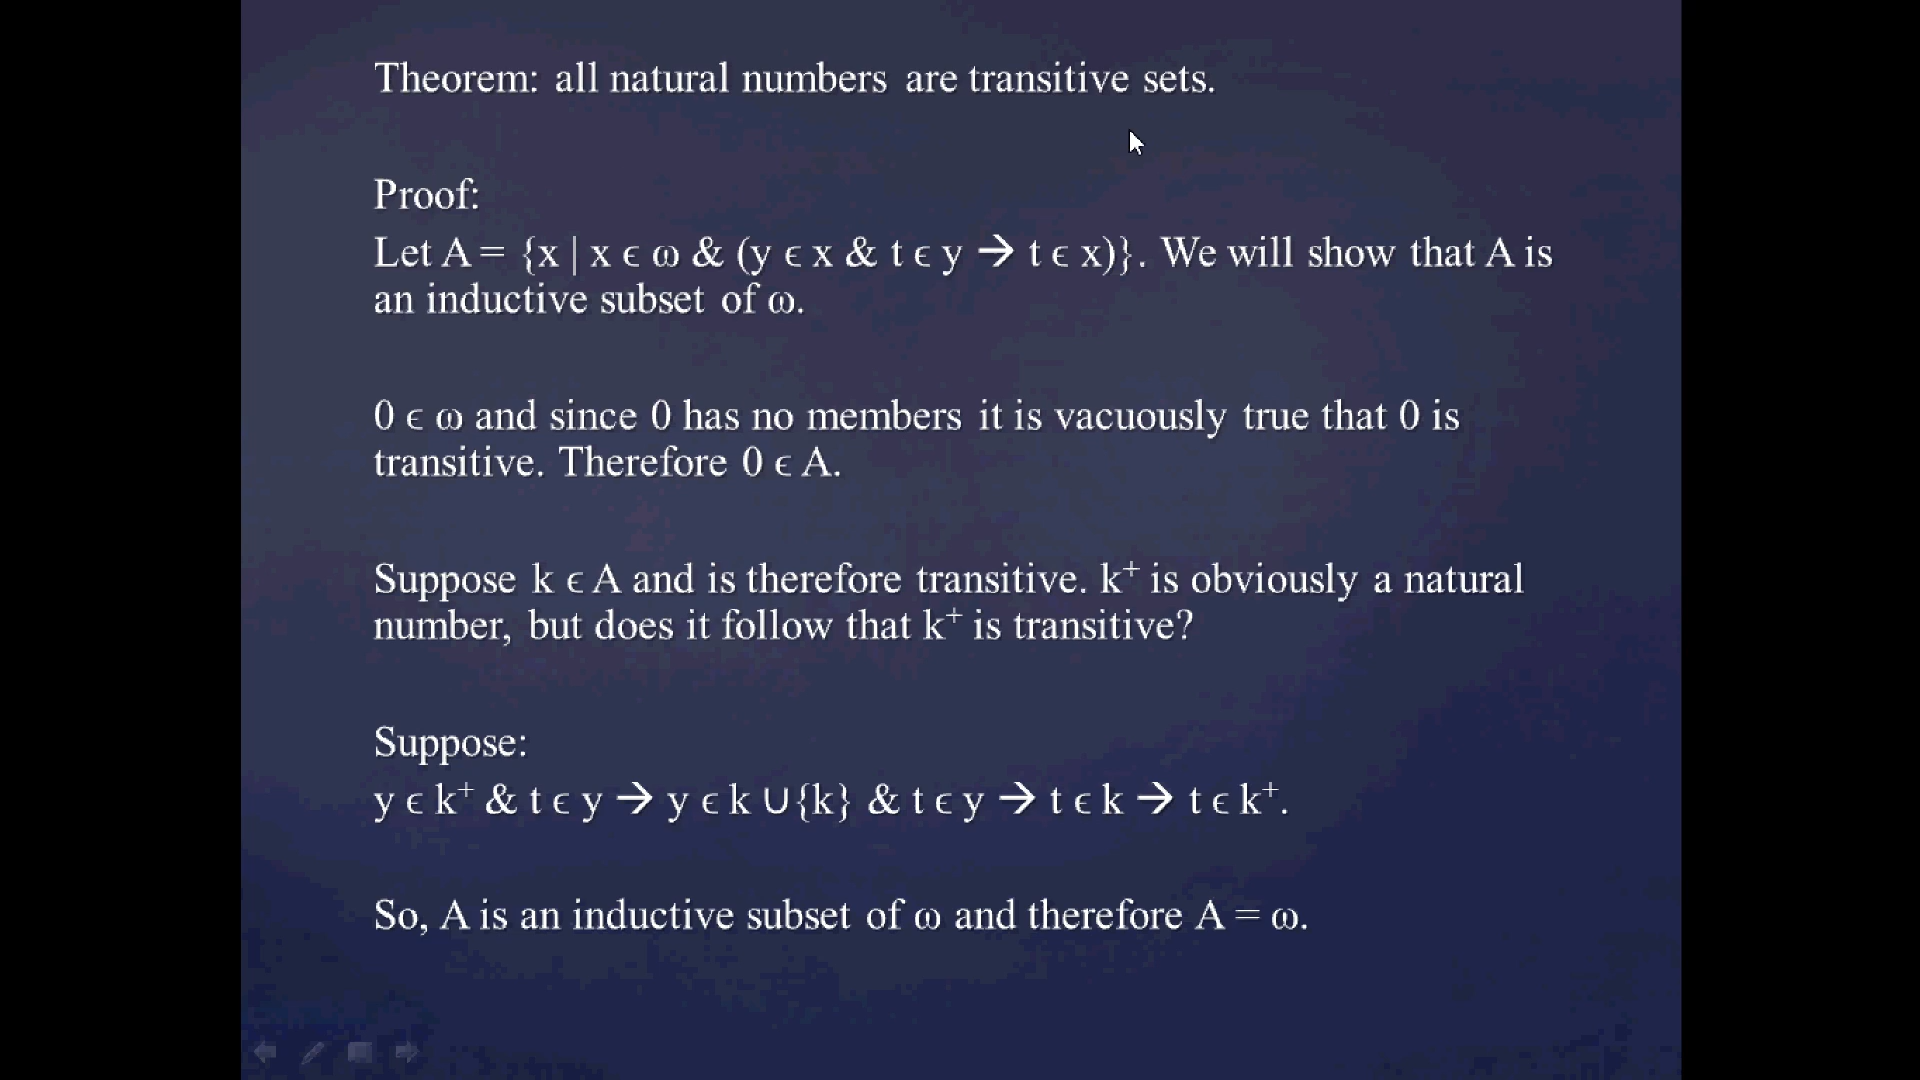 Theorem: all natural numbers are transitive sets.
Proof:
Let A = {x | x ϵ ω & (y ϵ x & t ϵ y → t ϵ x)}. We will show that A is
an inductive subset of ω.
0 ϵ ω and since 0 has no members it is vacuously true that 0 is
transitive. Therefore 0 ϵ A.
Suppose k ϵ A and is therefore transitive. k⁺ is obviously a natural
number, but does it follow that k⁺ is transitive?
Suppose:
y ϵ k⁺ & t ϵ y → y ϵ k ∪{k} & t ϵ y → t ϵ k → t ϵ k⁺.
So, A is an inductive subset of ω and therefore A = ω.